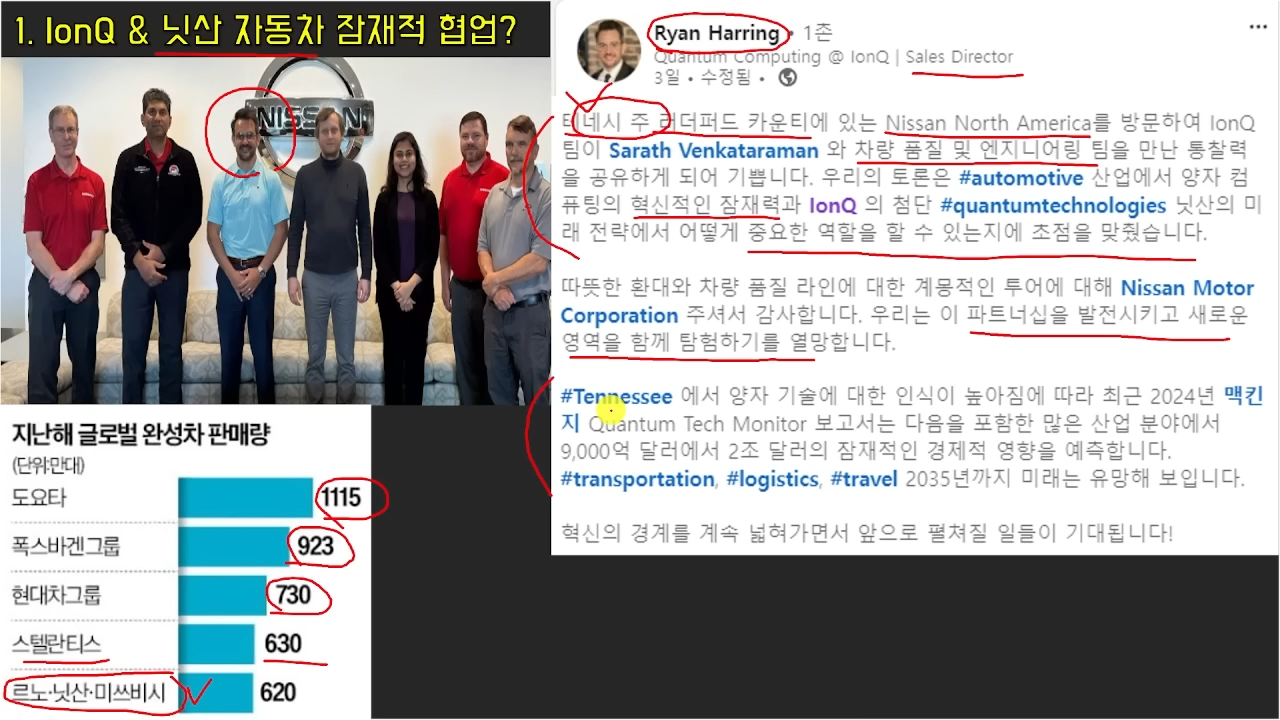 1. IonQ & 닛산 자동차 잠재적 협업?
NISSAN
Ryan Harring • 1촌
Quantum Computing @ IonQ | Sales Director
3일 • 수정됨 •
테네시 주 러더퍼드 카운티에 있는 Nissan North America를 방문하여 IonQ
팀이 Sarath Venkataraman 와 차량 품질 및 엔지니어링 팀을 만난 통찰력
을 공유하게 되어 기쁩니다. 우리의 토론은 #automotive 산업에서 양자 컴
퓨팅의 혁신적인 잠재력과 IonQ 의 첨단 #quantumtechnologies 닛산의 미
래 전략에서 어떻게 중요한 역할을 할 수 있는지에 초점을 맞췄습니다.
따뜻한 환대와 차량 품질 라인에 대한 계몽적인 투어에 대해 Nissan Motor
Corporation 주셔서 감사합니다. 우리는 이 파트너십을 발전시키고 새로운
영역을 함께 탐험하기를 열망합니다.
#Tennessee 에서 양자 기술에 대한 인식이 높아짐에 따라 최근 2024년 맥킨
지 Quantum Tech Monitor 보고서는 다음을 포함한 많은 산업 분야에서
9,000억 달러에서 2조 달러의 잠재적인 경제적 영향을 예측합니다.
#transportation, #logistics, #travel 2035년까지 미래는 유망해 보입니다.
혁신의 경계를 계속 넓혀가면서 앞으로 펼쳐질 일들이 기대됩니다!
지난해 글로벌 완성차 판매량
(단위:만대)
도요타 1115
폭스바겐그룹 923
현대차그룹 730
스텔란티스 630
르노·닛산·미쓰비시 620